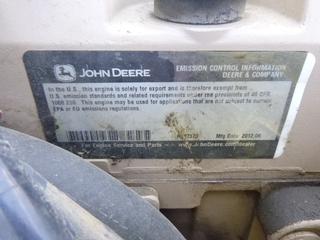 JOHN DEERE
EMISSION CONTROL INFORMATION
DEERE & COMPANY
In the U.S., this engine is solely for export and is therefore exempt from
U.S. emission standards and related requirements under the provisions of 40 CFR
1068.230. This engine may be used for applications that are not subject to current
EPA or EU emissions regulations.
Mfg Date 2012.06
For Engine Service and Parts www.JohnDeere.com/dealer